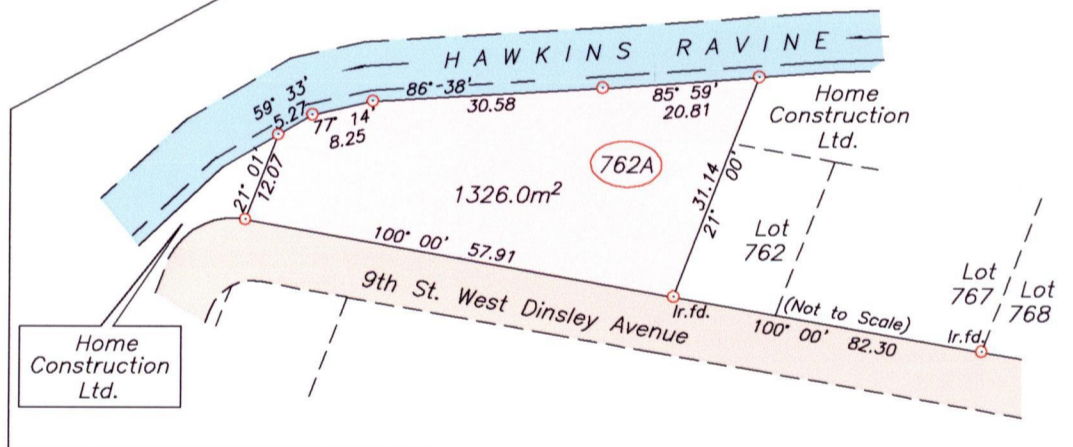 HAWKINS RAVINE
59° 33'
5.27
77° 14'
8.25
86°-38'
30.58
85° 59'
20.81
Home
Construction
Ltd.
762A
1326.0m²
21° 01'
12.07
31.14
21° 00'
100° 00' 57.91
9th St. West Dinsley Avenue
Lot
762
Ir.fd.
(Not to Scale)
100° 00' 82.30
Ir.fd.
Lot
767
Lot
768
Home
Construction
Ltd.